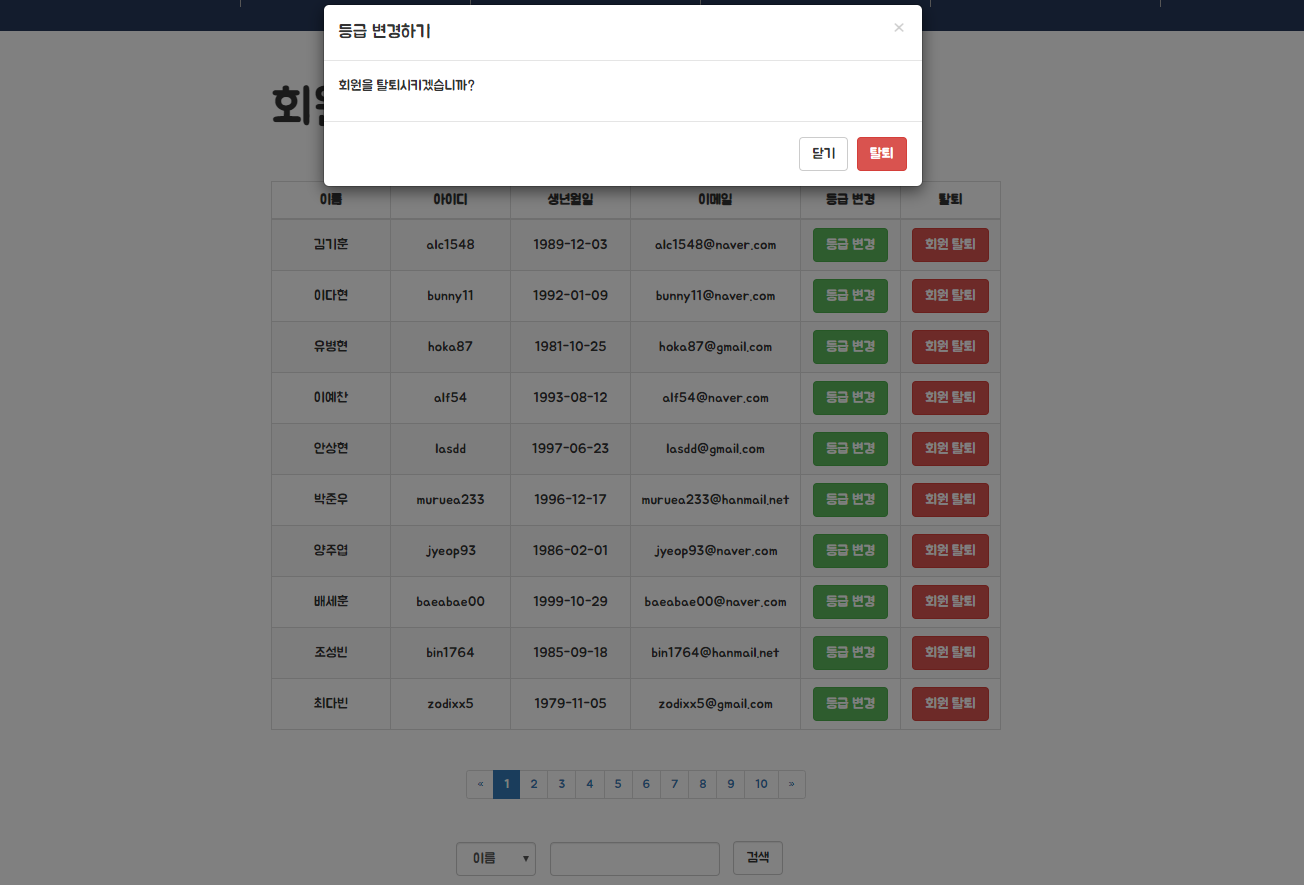 등급 변경하기 ×
회원을 탈퇴시키겠습니까?
닫기 탈퇴
이름 아이디 생년월일 이메일 등급 변경 탈퇴
김기훈 alc1548 1989-12-03 alc1548@naver.com 등급 변경 회원 탈퇴
이다현 bunny11 1992-01-09 bunny11@naver.com 등급 변경 회원 탈퇴
유병현 hoka87 1981-10-25 hoka87@gmail.com 등급 변경 회원 탈퇴
이예찬 alf54 1993-08-12 alf54@naver.com 등급 변경 회원 탈퇴
안상현 lasdd 1997-06-23 lasdd@gmail.com 등급 변경 회원 탈퇴
박준우 muruea233 1996-12-17 muruea233@hanmail.net 등급 변경 회원 탈퇴
양주엽 jyeop93 1986-02-01 jyeop93@naver.com 등급 변경 회원 탈퇴
배세훈 baeabae00 1999-10-29 baeabae00@naver.com 등급 변경 회원 탈퇴
조성빈 bin1764 1985-09-18 bin1764@hanmail.net 등급 변경 회원 탈퇴
최다빈 zodixx5 1979-11-05 zodixx5@gmail.com 등급 변경 회원 탈퇴
« 1 2 3 4 5 6 7 8 9 10 »
이름 ▼ 검색